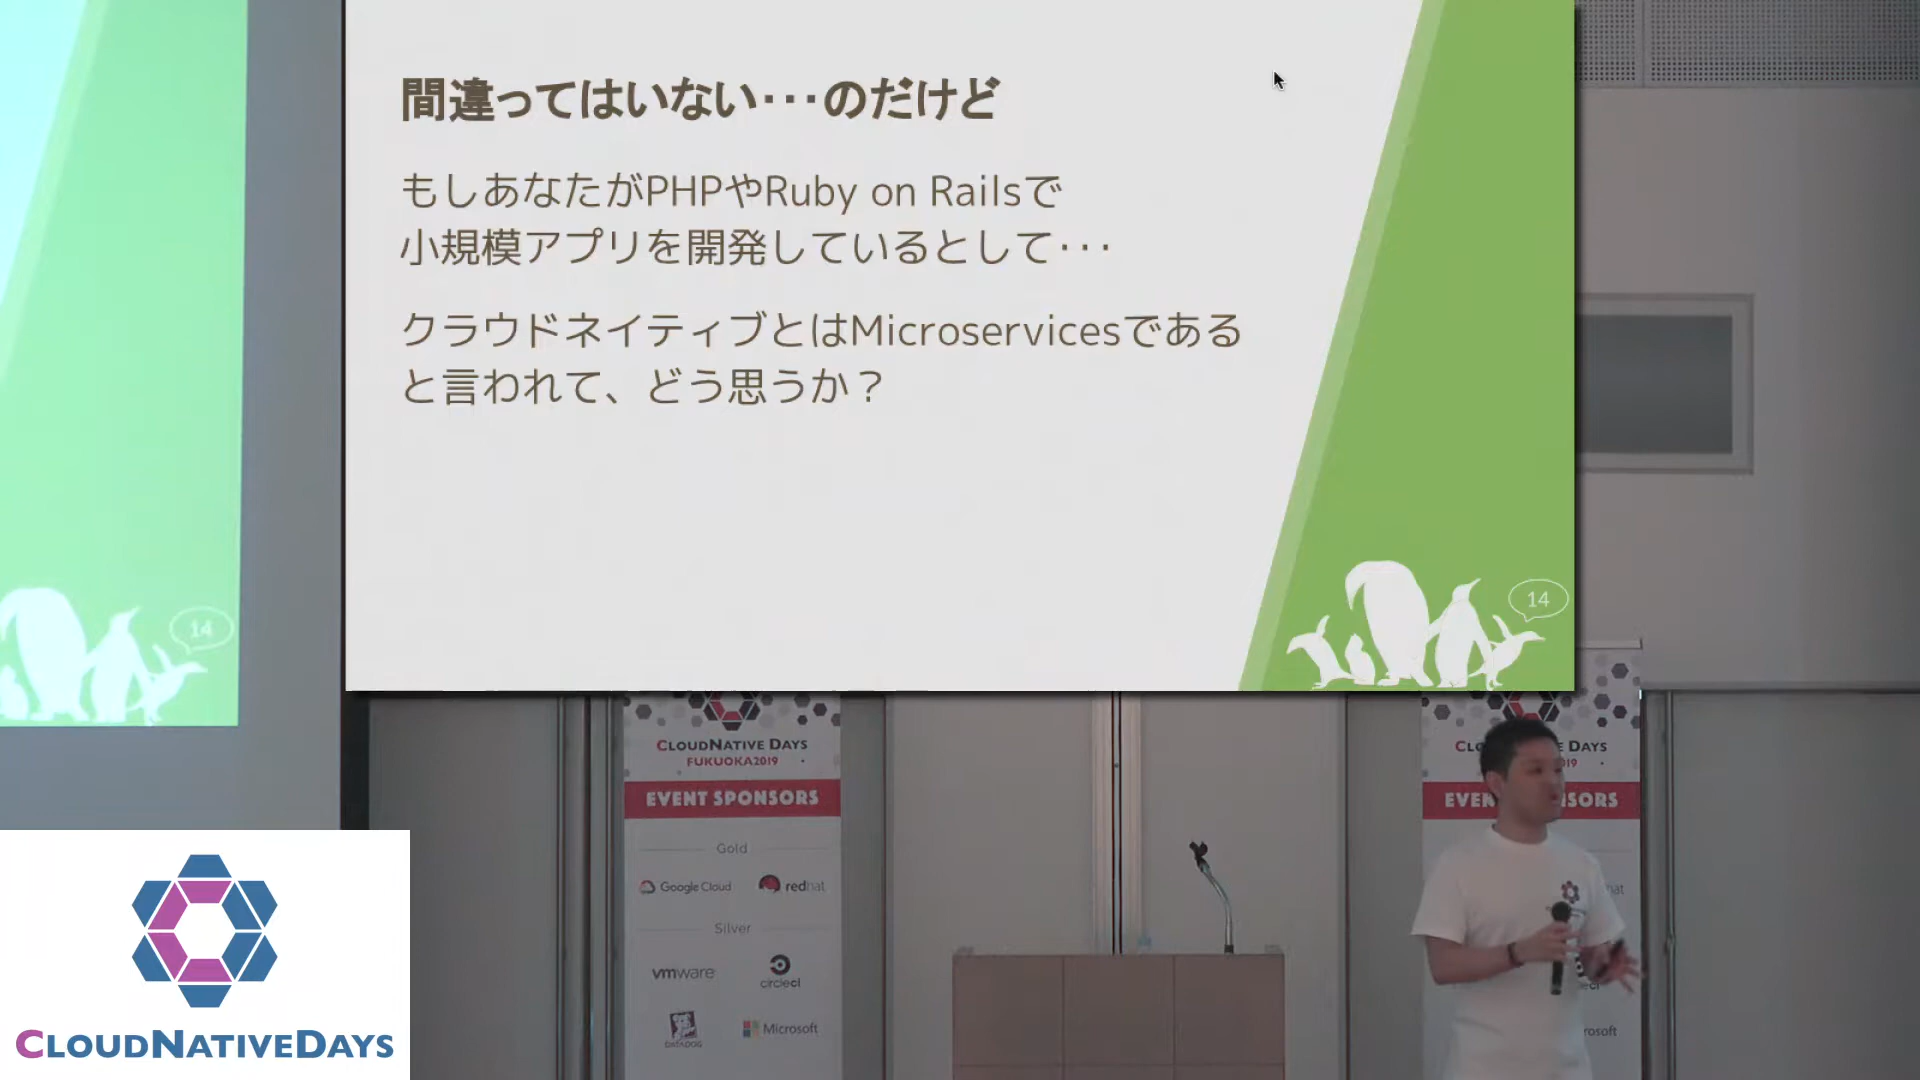 間違ってはいない･･･のだけど
もしあなたがPHPやRuby on Railsで
小規模アプリを開発しているとして･･･
クラウドネイティブとはMicroservicesである
と言われて、どう思うか？
14
14
CLOUDNATIVE DAYS
FUKUOKA2019
EVENT SPONSORS
Gold
Google Cloud
redhat
Silver
vmware
circleci
DATADOG
Microsoft
DAYS
CLOUDNATIVEDAYS